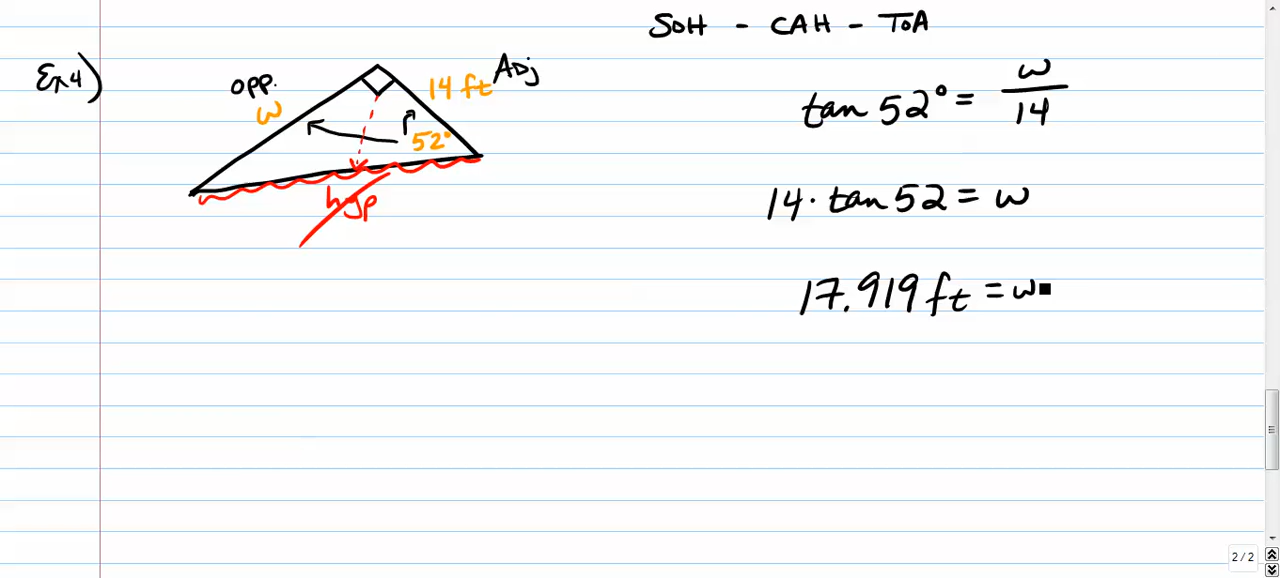 SOH - CAH - TOA
Ex4)
opp.
w
14 ft
Adj
52°
hyp
tan 52° = w/14
14 · tan 52 = w
17.919 ft = w
2 / 2